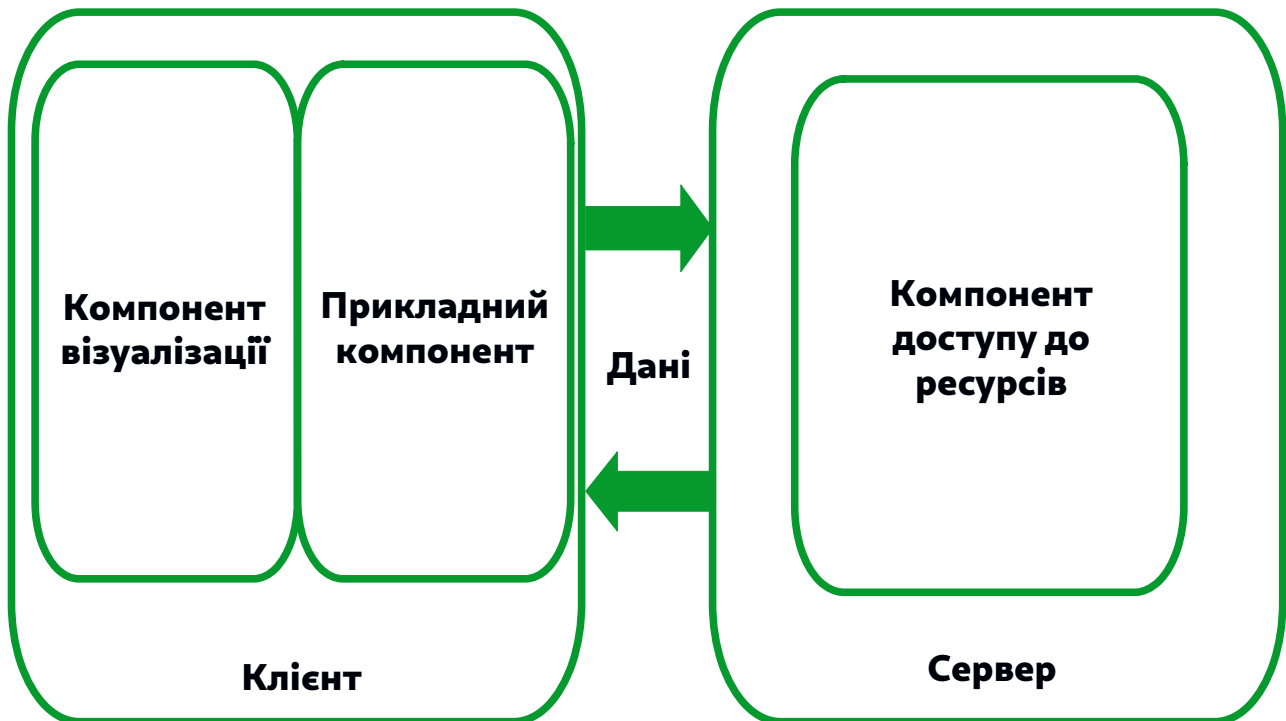 Компонент
візуалізації
Прикладний
компонент
Дані
Компонент
доступу до
ресурсів
Клієнт
Сервер